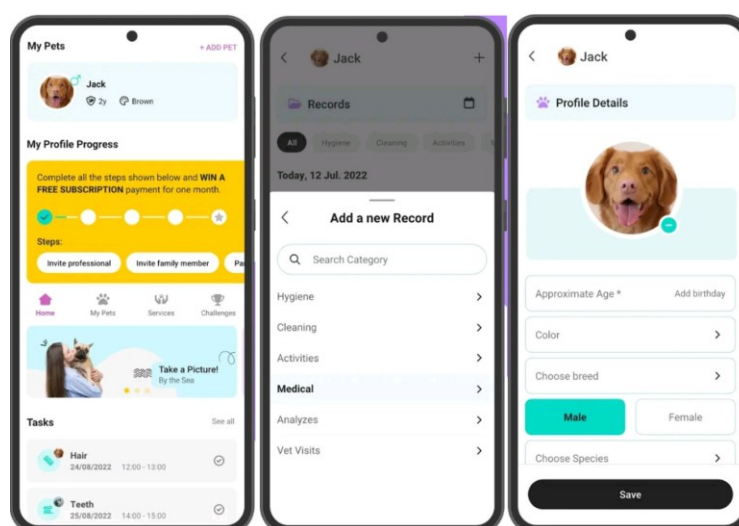 My Pets
+ ADD PET
Jack
2y
Brown
My Profile Progress
Complete all the steps shown below and WIN A
FREE SUBSCRIPTION payment for one month.
Steps:
Invite professional
Invite family member
Pa
Home
My Pets
Services
Challenges
Take a Picture!
By the Sea
Tasks
See all
Hair
24/08/2022 12:00 - 13:00
Teeth
25/08/2022 14:00 - 15:00
Jack
+
Records
All
Hygiene
Cleaning
Activities
Today, 12 Jul. 2022
Add a new Record
Search Category
Hygiene
Cleaning
Activities
Medical
Analyzes
Vet Visits
Jack
Profile Details
Approximate Age *
Add birthday
Color
Choose breed
Male
Female
Choose Species
Save